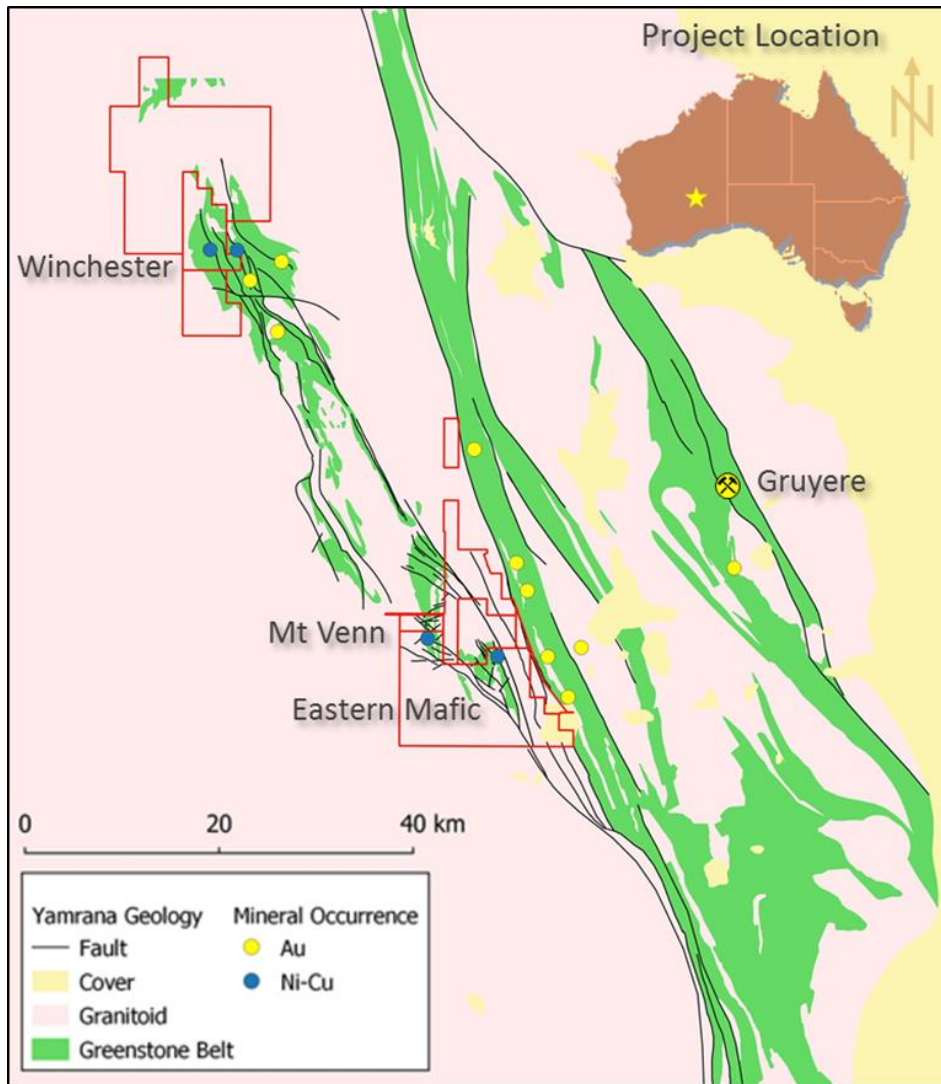 Project Location
N
Winchester
Gruyere
Mt Venn
Eastern Mafic
0 20 40 km
Yamrana Geology
Fault
Cover
Granitoid
Greenstone Belt
Mineral Occurrence
Au
Ni-Cu